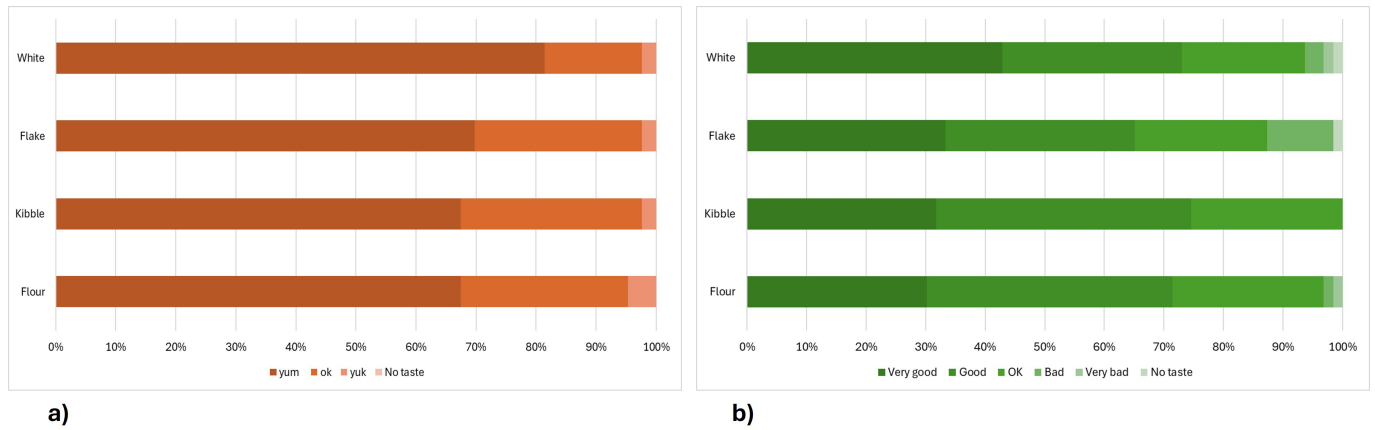 White
Flake
Kibble
Flour
0% 10% 20% 30% 40% 50% 60% 70% 80% 90% 100%
yum ok yuk No taste
a)
White
Flake
Kibble
Flour
0% 10% 20% 30% 40% 50% 60% 70% 80% 90% 100%
Very good Good OK Bad Very bad No taste
b)